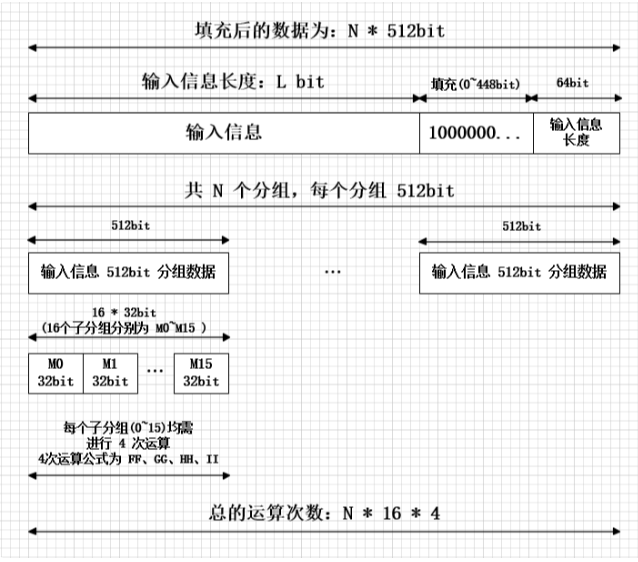 填充后的数据为：N * 512bit
输入信息长度：L bit
填充(0~448bit)
64bit
输入信息
1000000...
输入信息
长度
共 N 个分组，每个分组 512bit
512bit
512bit
输入信息 512bit 分组数据
...
输入信息 512bit 分组数据
16 * 32bit
(16个子分组分别为 M0~M15 )
M0
32bit
M1
32bit
...
M15
32bit
每个子分组(0~15)均需
进行 4 次运算
4次运算公式为 FF、GG、HH、II
总的运算次数：N * 16 * 4